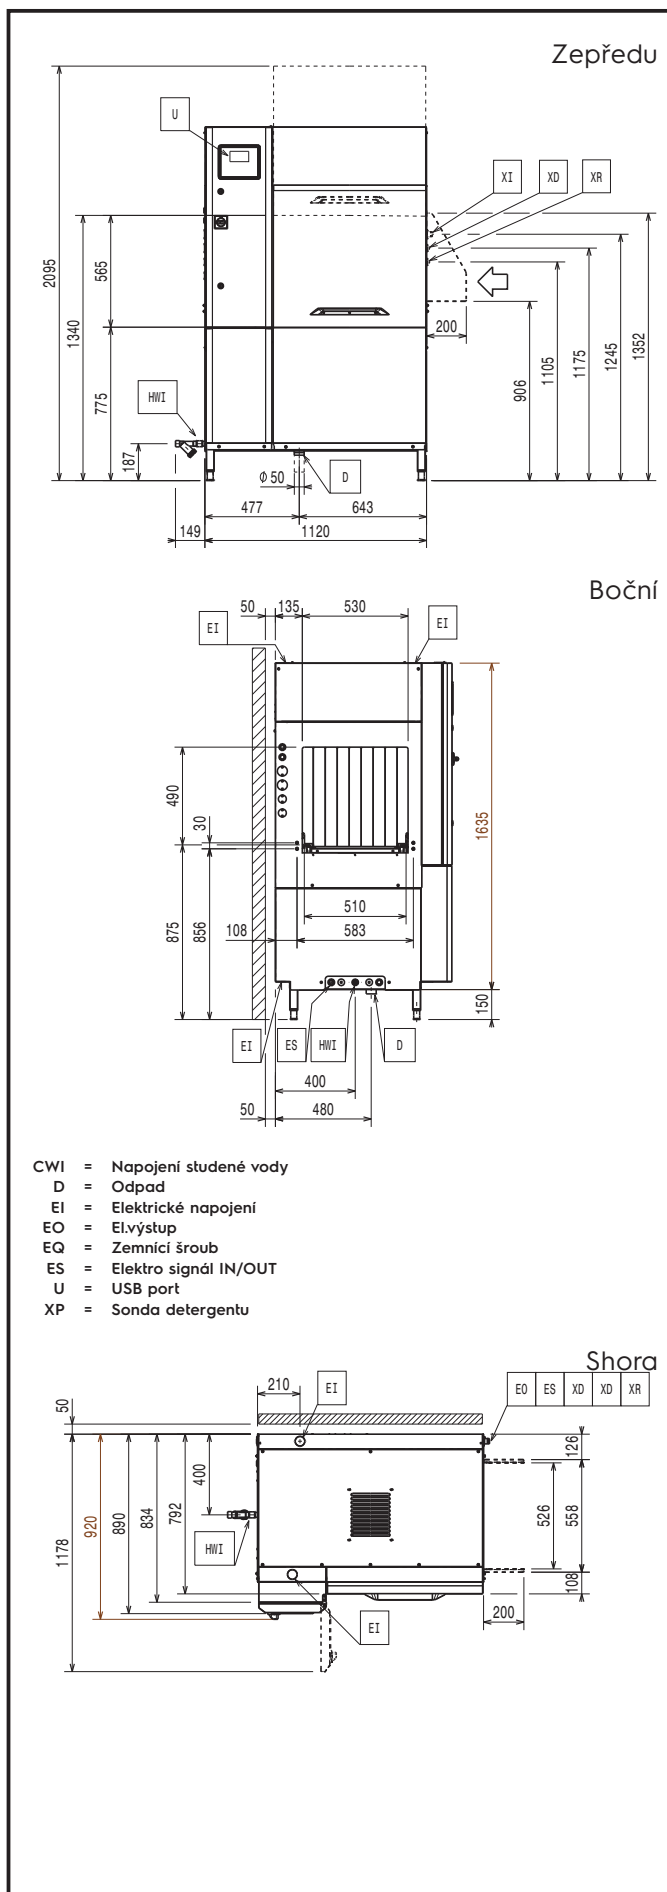 Zepředu
U
XI XD XR
2095
1340
565
775
187
HWI
200
906
1105
1175
1245
1352
Φ 50
D
477 643
149 1120
Boční
50 135 530
EI EI
490
30
875
856
1635
510
108 583
150
EI ES HWI D
400
50 480
CWI = Napojení studené vody
D = Odpad
EI = Elektrické napojení
EO = El.výstup
EQ = Zemnící šroub
ES = Elektro signál IN/OUT
U = USB port
XP = Sonda detergentu
Shora
210 EI EO ES XD XD XR
50
1178
920
890
834
792
400
HWI
126
526
558
108
200
EI